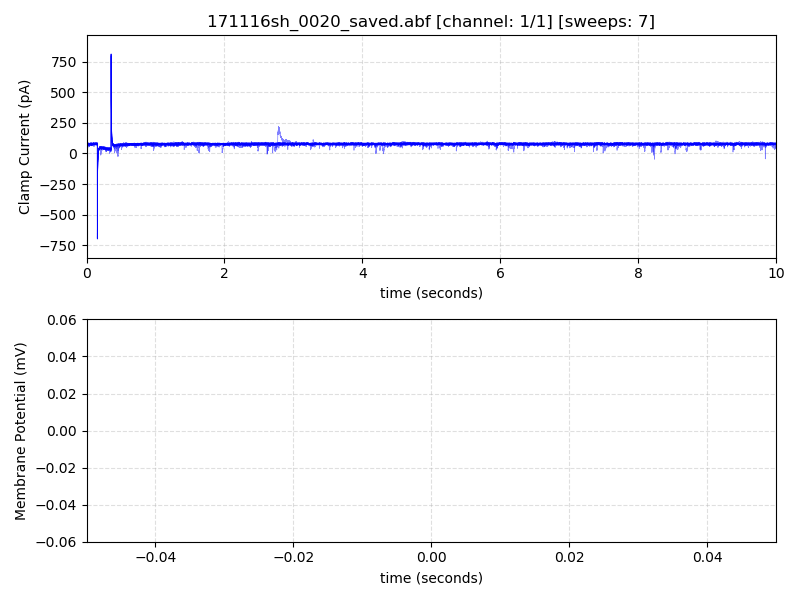 171116sh_0020_saved.abf [channel: 1/1] [sweeps: 7]
Clamp Current (pA)
750
500
250
0
−250
−500
−750
0 2 4 6 8 10
time (seconds)
Membrane Potential (mV)
0.06
0.04
0.02
0.00
−0.02
−0.04
−0.06
−0.04 −0.02 0.00 0.02 0.04
time (seconds)